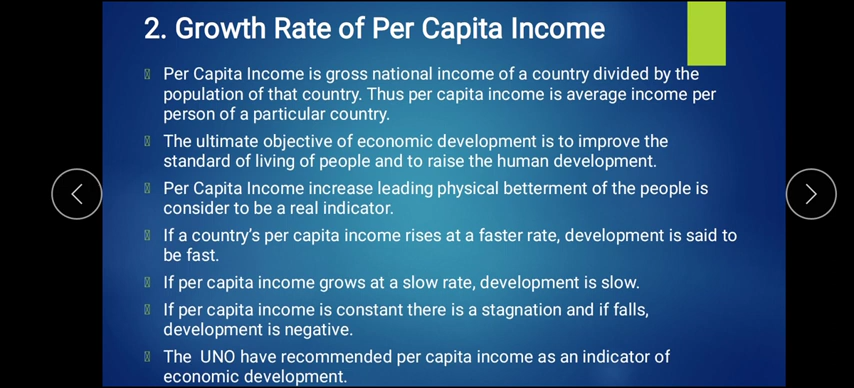 2. Growth Rate of Per Capita Income
Per Capita Income is gross national income of a country divided by the
population of that country. Thus per capita income is average income per
person of a particular country.
The ultimate objective of economic development is to improve the
standard of living of people and to raise the human development.
Per Capita Income increase leading physical betterment of the people is
consider to be a real indicator.
If a country's per capita income rises at a faster rate, development is said to
be fast.
If per capita income grows at a slow rate, development is slow.
If per capita income is constant there is a stagnation and if falls,
development is negative.
The UNO have recommended per capita income as an indicator of
economic development.